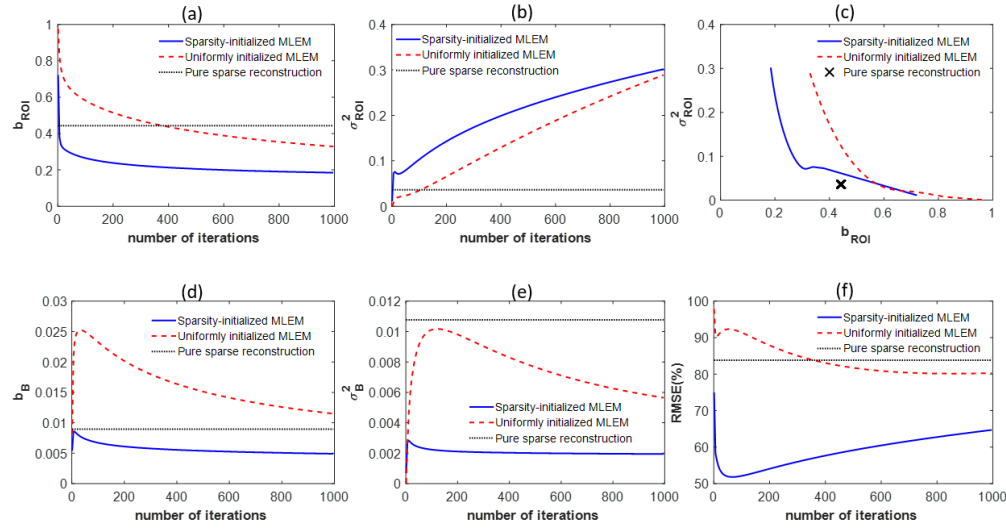 (a)
1
0.8
0.6
0.4
0.2
0
b_ROI
Sparsity-initialized MLEM
Uniformly initialized MLEM
Pure sparse reconstruction
0 200 400 600 800 1000
number of iterations
(b)
0.4
0.3
0.2
0.1
0
σ²_ROI
Sparsity-initialized MLEM
Uniformly initialized MLEM
Pure sparse reconstruction
0 200 400 600 800 1000
number of iterations
(c)
0.4
0.3
0.2
0.1
0
σ²_ROI
Sparsity-initialized MLEM
Uniformly initialized MLEM
Pure sparse reconstruction
0 0.2 0.4 0.6 0.8 1
b_ROI
(d)
0.03
0.025
0.02
0.015
0.01
0.005
0
b_B
Sparsity-initialized MLEM
Uniformly initialized MLEM
Pure sparse reconstruction
0 200 400 600 800 1000
number of iterations
(e)
0.012
0.01
0.008
0.006
0.004
0.002
0
σ²_B
Sparsity-initialized MLEM
Uniformly initialized MLEM
Pure sparse reconstruction
0 200 400 600 800 1000
number of iterations
(f)
100
90
80
70
60
50
RMSE(%)
Sparsity-initialized MLEM
Uniformly initialized MLEM
Pure sparse reconstruction
0 200 400 600 800 1000
number of iterations